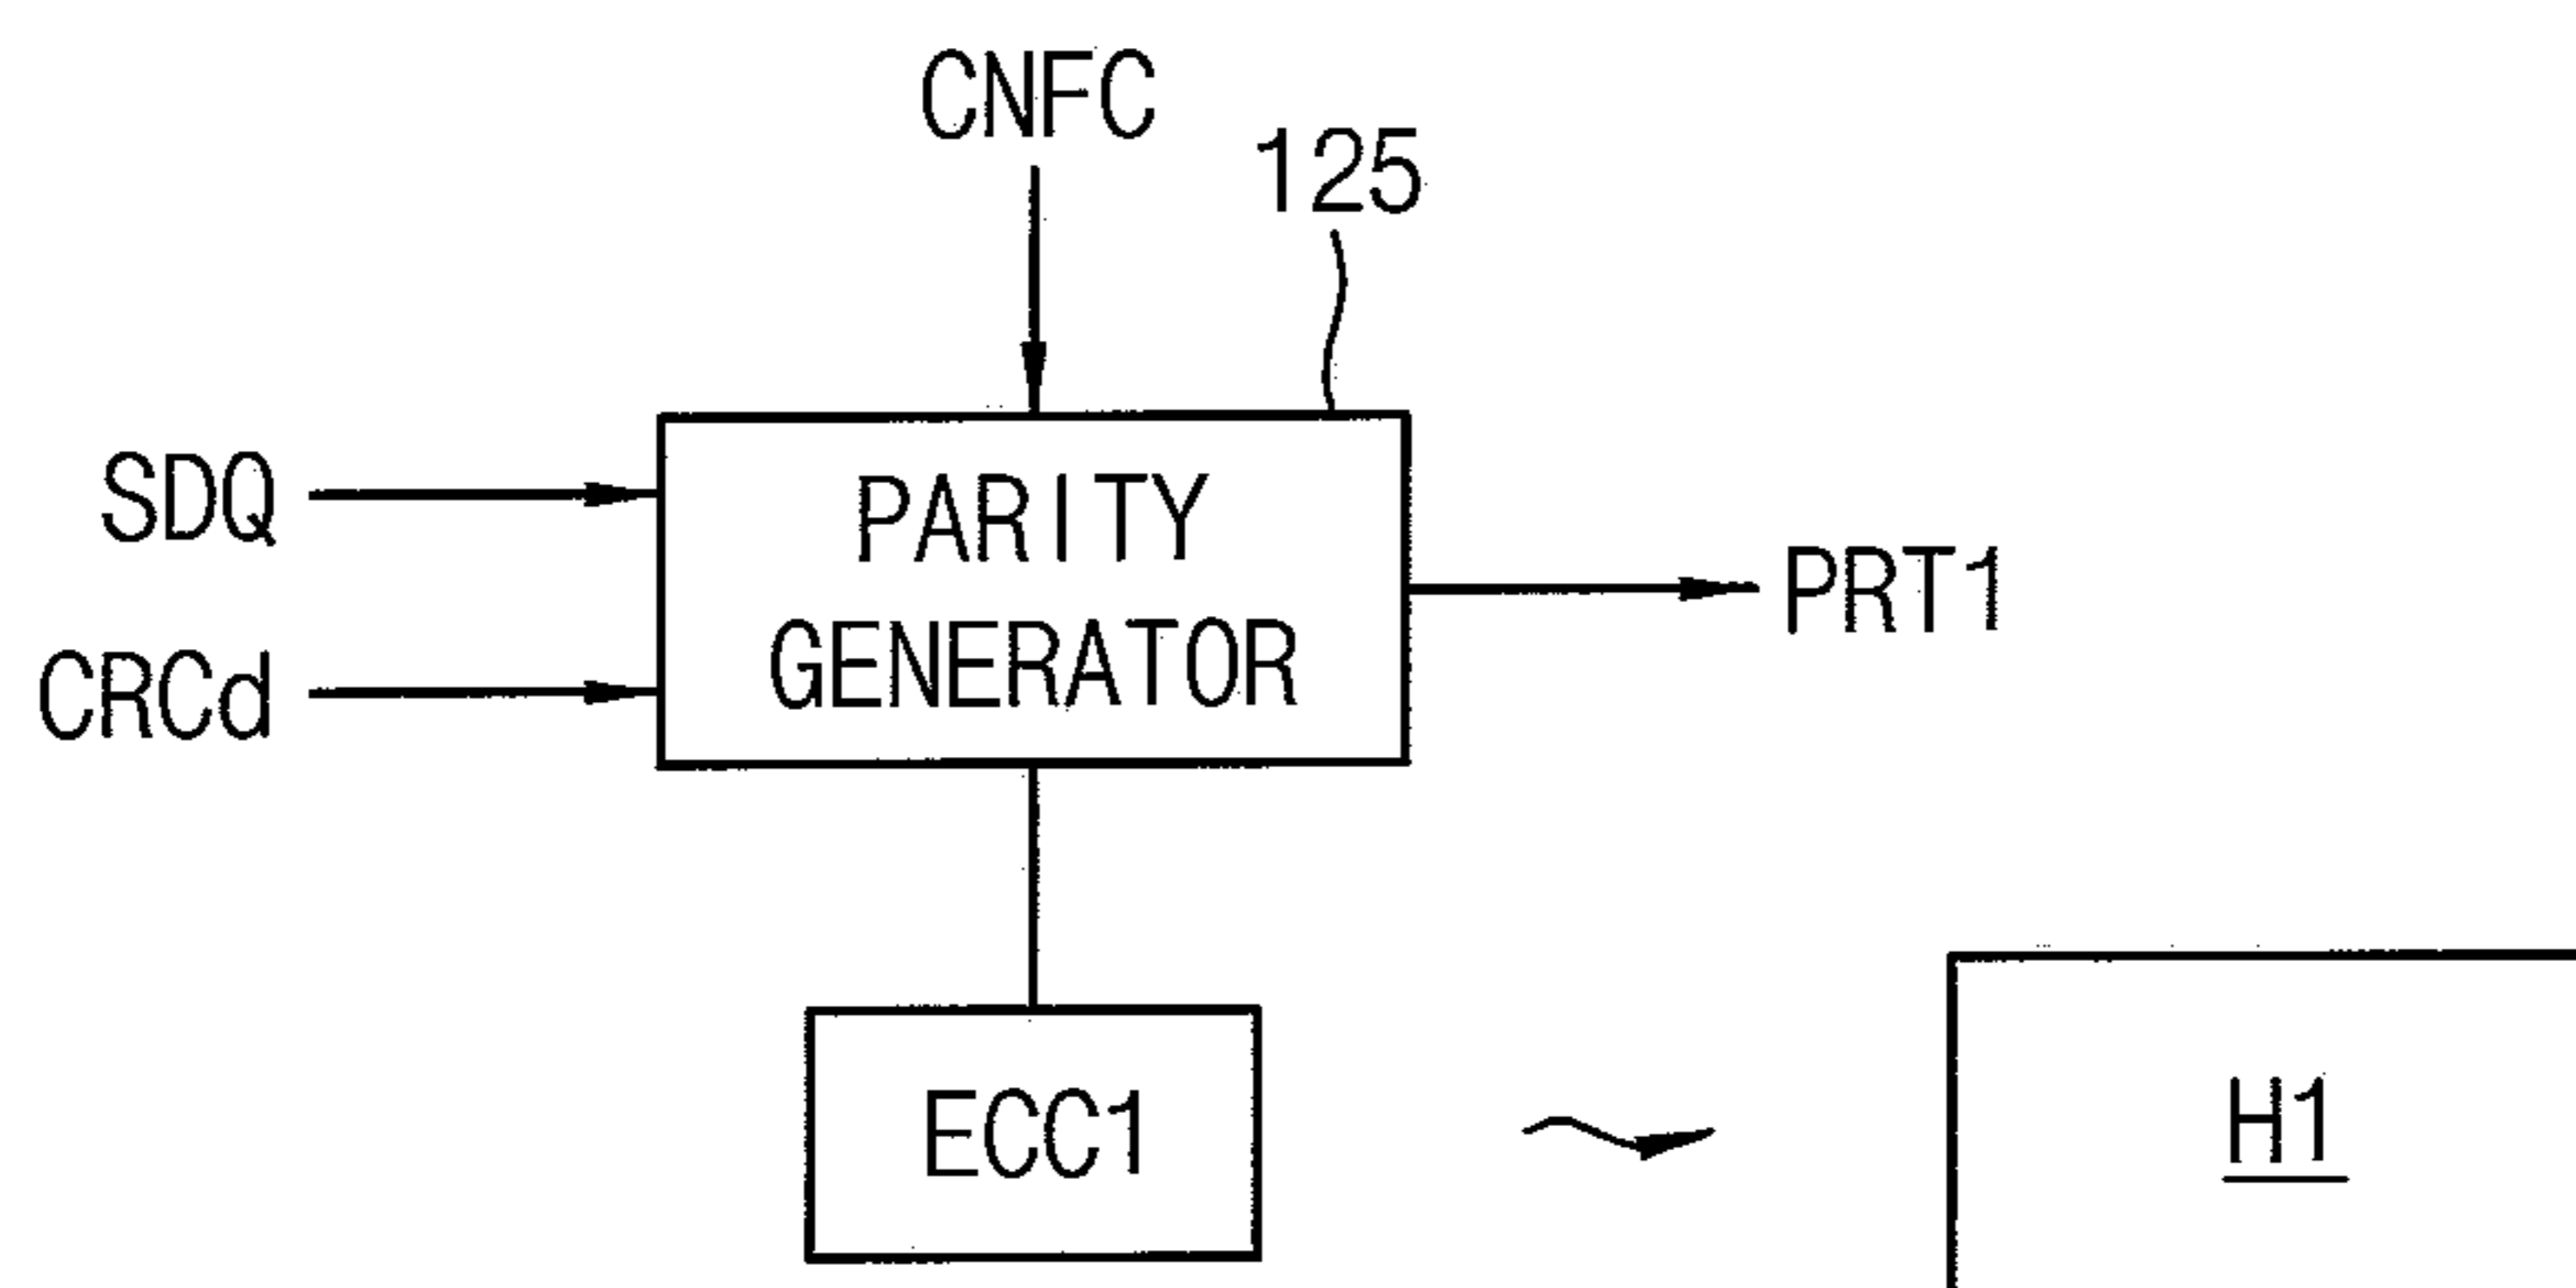 CNFC
125
SDQ
PARITY
GENERATOR
PRT1
CRCd
ECC1
H1